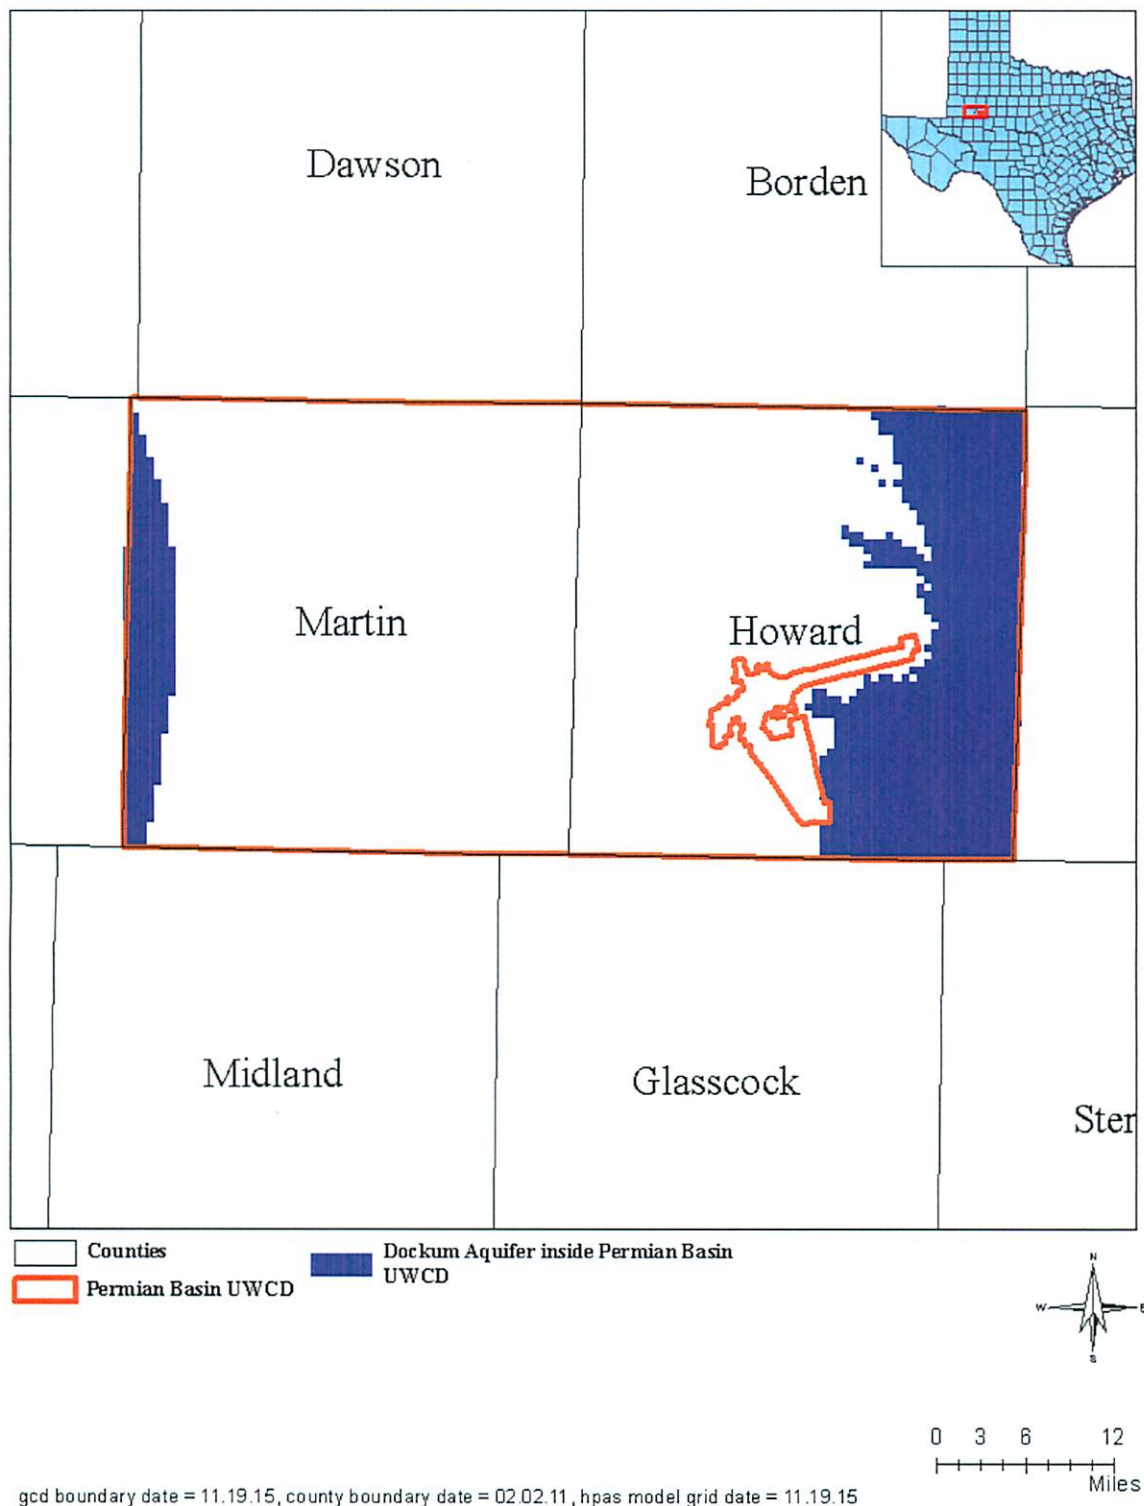 Dawson
Borden
Martin
Howard
Midland
Glasscock
Ster
Counties
Permian Basin UWCD
Dockum Aquifer inside Permian Basin
UWCD
N
W
E
S
0 3 6 12
Miles
gcd boundary date = 11.19.15, county boundary date = 02.02.11, hpas model grid date = 11.19.15